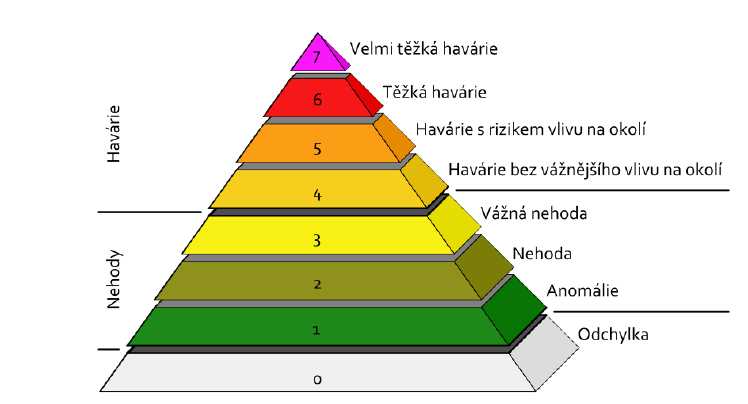 7
Velmi těžká havárie
6
Těžká havárie
5
Havárie s rizikem vlivu na okolí
4
Havárie bez vážnějšího vlivu na okolí
Havárie
3
Vážná nehoda
2
Nehoda
1
Anomálie
Nehody
0
Odchylka